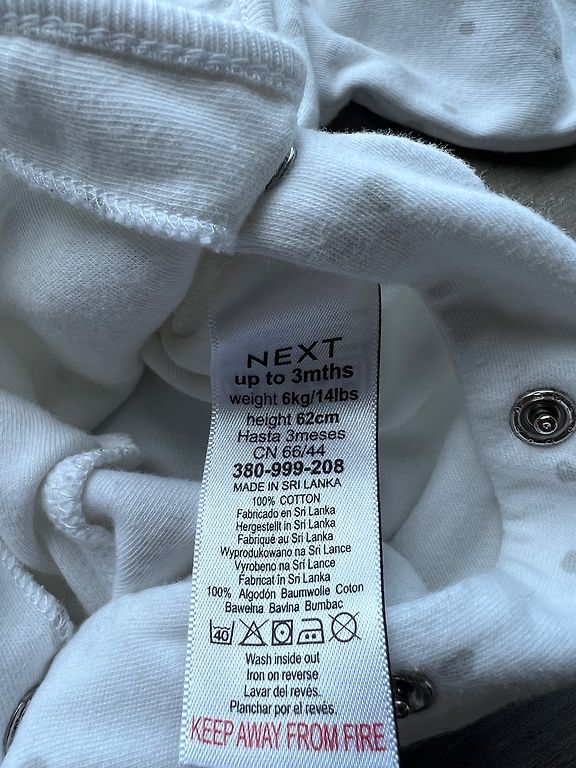 NEXT
up to 3mths
weight 6kg/14lbs
height 62cm
Hasta 3meses
CN 66/44
380-999-208
MADE IN SRI LANKA
100% COTTON
Fabricado en Sri Lanka
Hergestellt in Sri Lanka
Fabriqué au Sri Lanka
Wyprodukowano na Sri Lance
Vyrobeno na Sri Lance
Fabricat în Sri Lanka
100% Algodón Baumwolle Coton
Bawełna Bavlna Bumbac
40
Wash inside out
Iron on reverse
Lavar del revés.
Planchar por el revés.
KEEP AWAY FROM FIRE